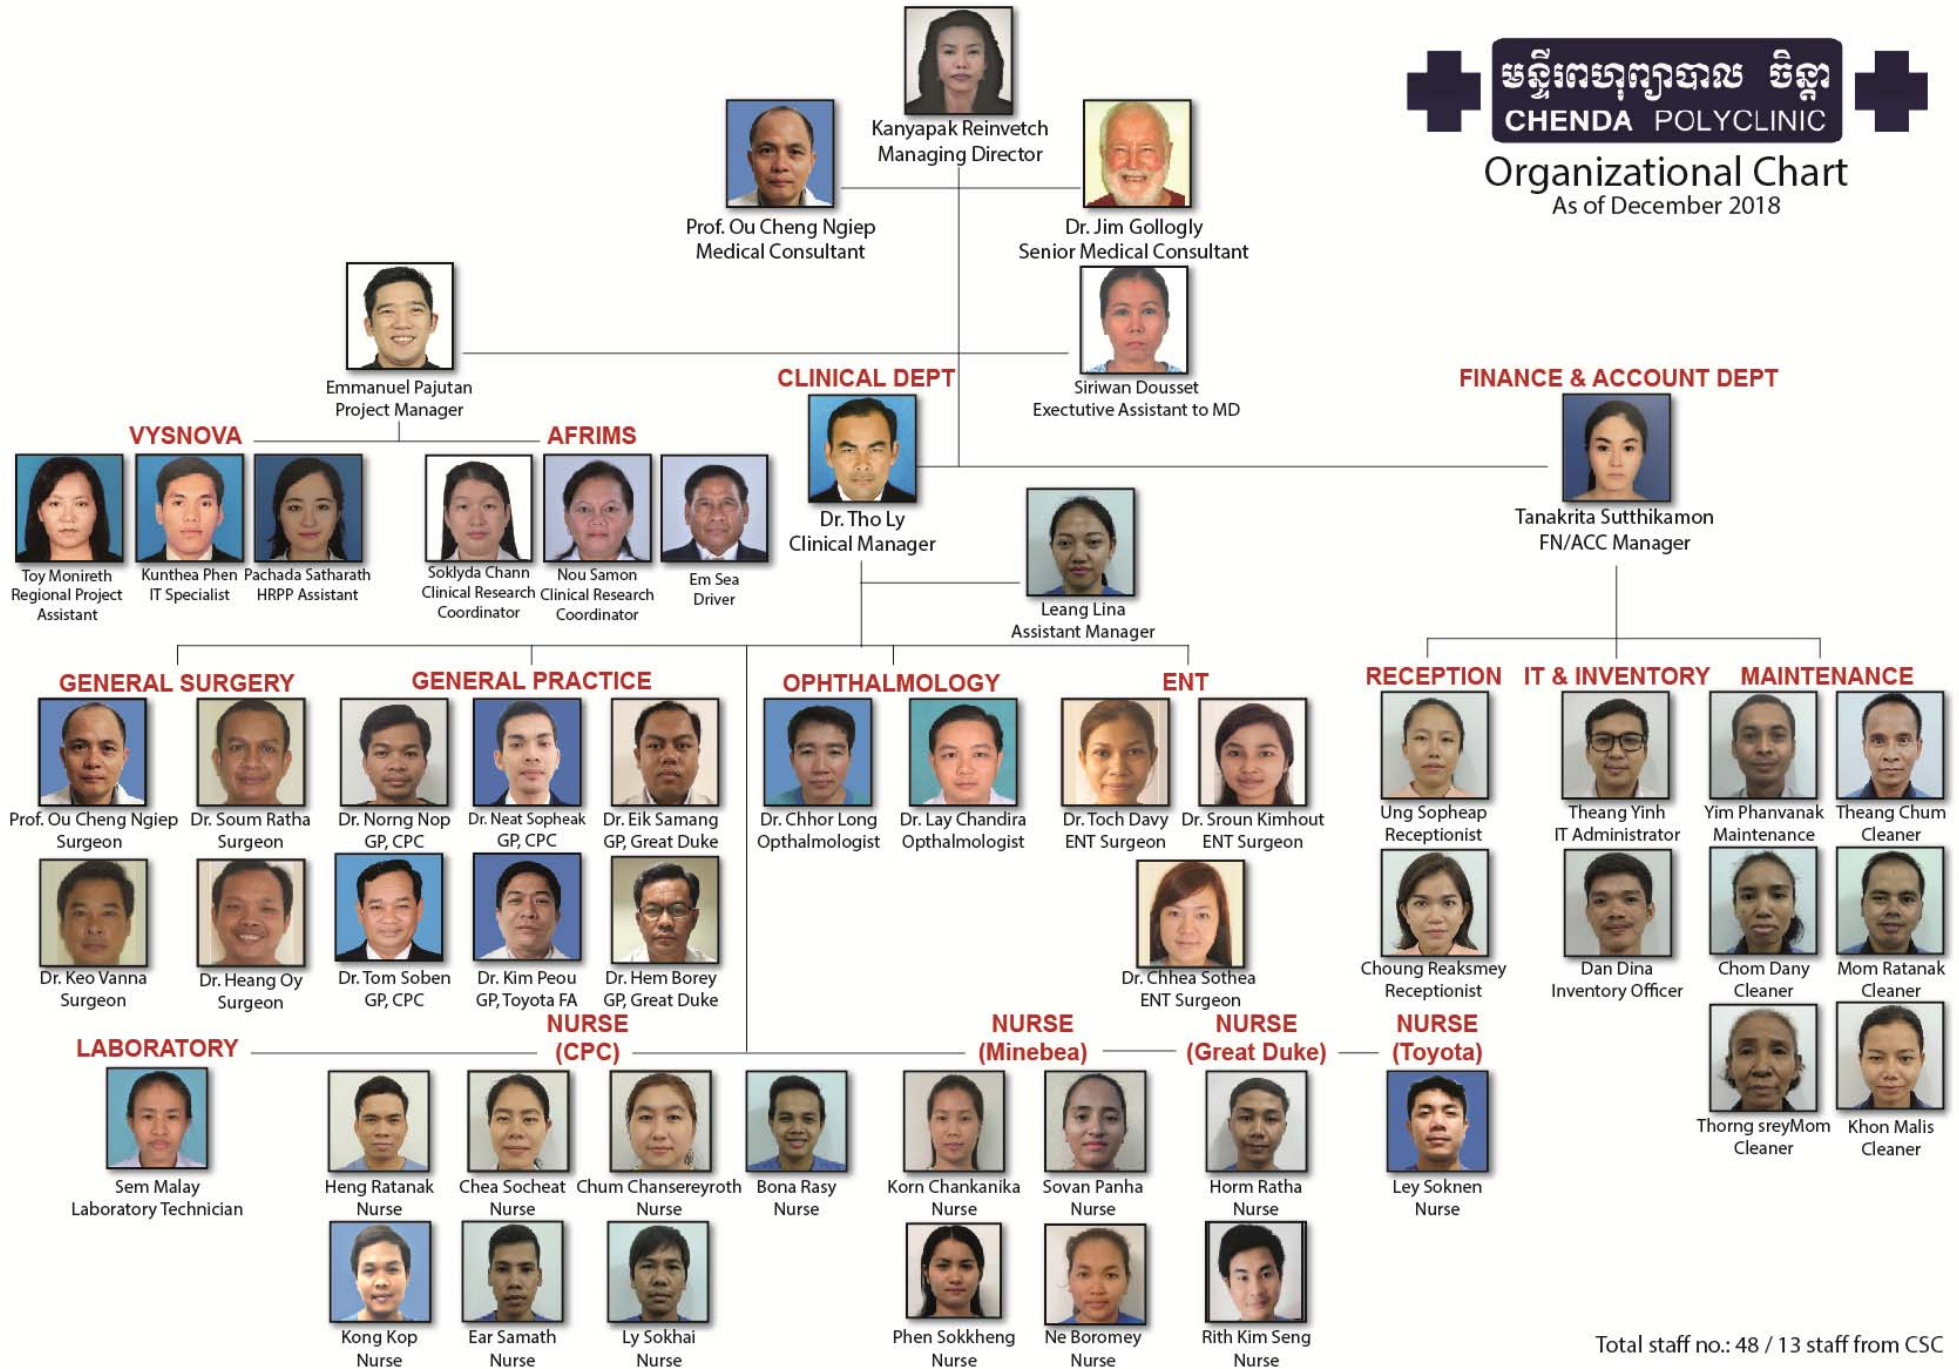 មន្ទីរពហុព្យាបាល ចិន្តា
CHENDA POLYCLINIC
Organizational Chart
As of December 2018
Kanyapak Reinvetch
Managing Director
Prof. Ou Cheng Ngiep
Medical Consultant
Dr. Jim Gollogly
Senior Medical Consultant
Emmanuel Pajutan
Project Manager
Siriwan Dousset
Exectutive Assistant to MD
VYSNOVA
AFRIMS
Toy Monireth
Regional Project
Assistant
Kunthea Phen
IT Specialist
Pachada Satharath
HRPP Assistant
Soklyda Chann
Clinical Research
Coordinator
Nou Samon
Clinical Research
Coordinator
Em Sea
Driver
CLINICAL DEPT
Dr. Tho Ly
Clinical Manager
Leang Lina
Assistant Manager
FINANCE & ACCOUNT DEPT
Tanakrita Sutthikamon
FN/ACC Manager
GENERAL SURGERY
Prof. Ou Cheng Ngiep
Surgeon
Dr. Soum Ratha
Surgeon
Dr. Keo Vanna
Surgeon
Dr. Heang Oy
Surgeon
GENERAL PRACTICE
Dr. Norng Nop
GP, CPC
Dr. Neat Sopheak
GP, CPC
Dr. Eik Samang
GP, Great Duke
Dr. Tom Soben
GP, CPC
Dr. Kim Peou
GP, Toyota FA
Dr. Hem Borey
GP, Great Duke
OPHTHALMOLOGY
Dr. Chhor Long
Opthalmologist
Dr. Lay Chandira
Opthalmologist
ENT
Dr. Toch Davy
ENT Surgeon
Dr. Sroun Kimhout
ENT Surgeon
Dr. Chhea Sothea
ENT Surgeon
RECEPTION
Ung Sopheap
Receptionist
Choung Reaksmey
Receptionist
IT & INVENTORY
Theang Yinh
IT Administrator
Dan Dina
Inventory Officer
MAINTENANCE
Yim Phanvanak
Maintenance
Theang Chum
Cleaner
Chom Dany
Cleaner
Mom Ratanak
Cleaner
Thorng sreyMom
Cleaner
Khon Malis
Cleaner
LABORATORY
Sem Malay
Laboratory Technician
NURSE
(CPC)
Heng Ratanak
Nurse
Chea Socheat
Nurse
Chum Chansereyroth
Nurse
Bona Rasy
Nurse
Kong Kop
Nurse
Ear Samath
Nurse
Ly Sokhai
Nurse
NURSE
(Minebea)
Korn Chankanika
Nurse
Sovan Panha
Nurse
Phen Sokkheng
Nurse
Ne Boromey
Nurse
NURSE
(Great Duke)
Horm Ratha
Nurse
Rith Kim Seng
Nurse
NURSE
(Toyota)
Ley Soknen
Nurse
Total staff no.: 48 / 13 staff from CSC